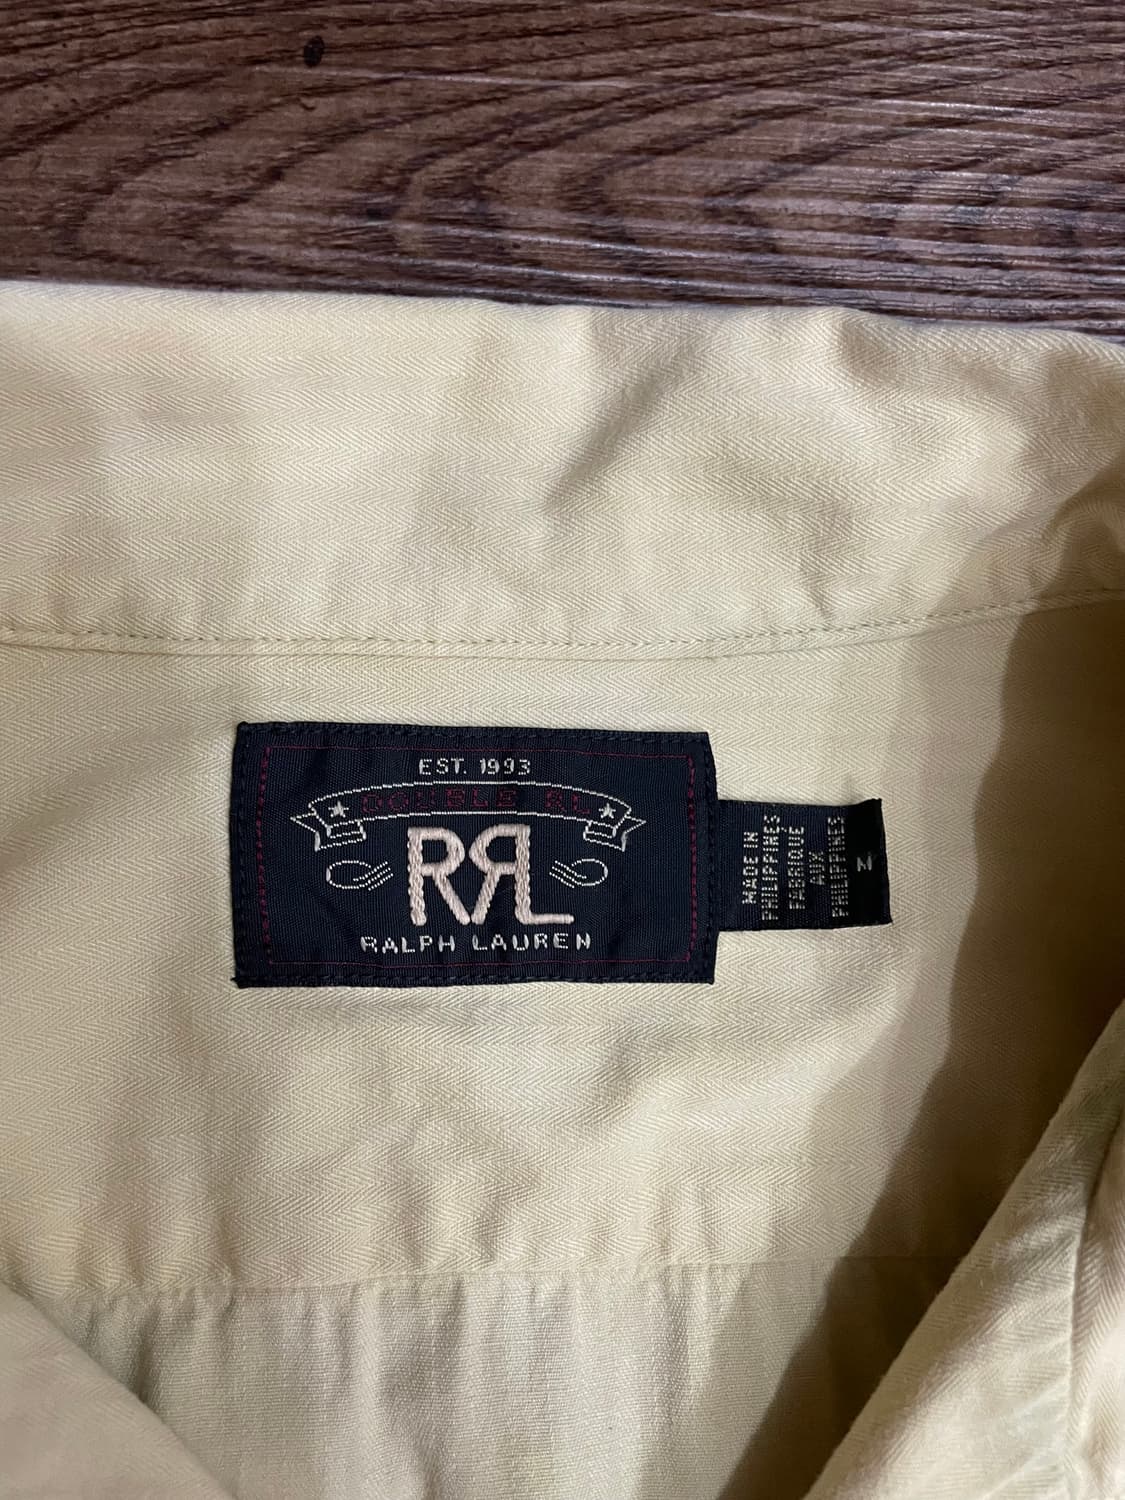 EST. 1993
DOUBLE RL
RRL
RALPH LAUREN
MADE IN
PHILIPPINES
FABRIQUE
AUX
PHILIPPINES
M